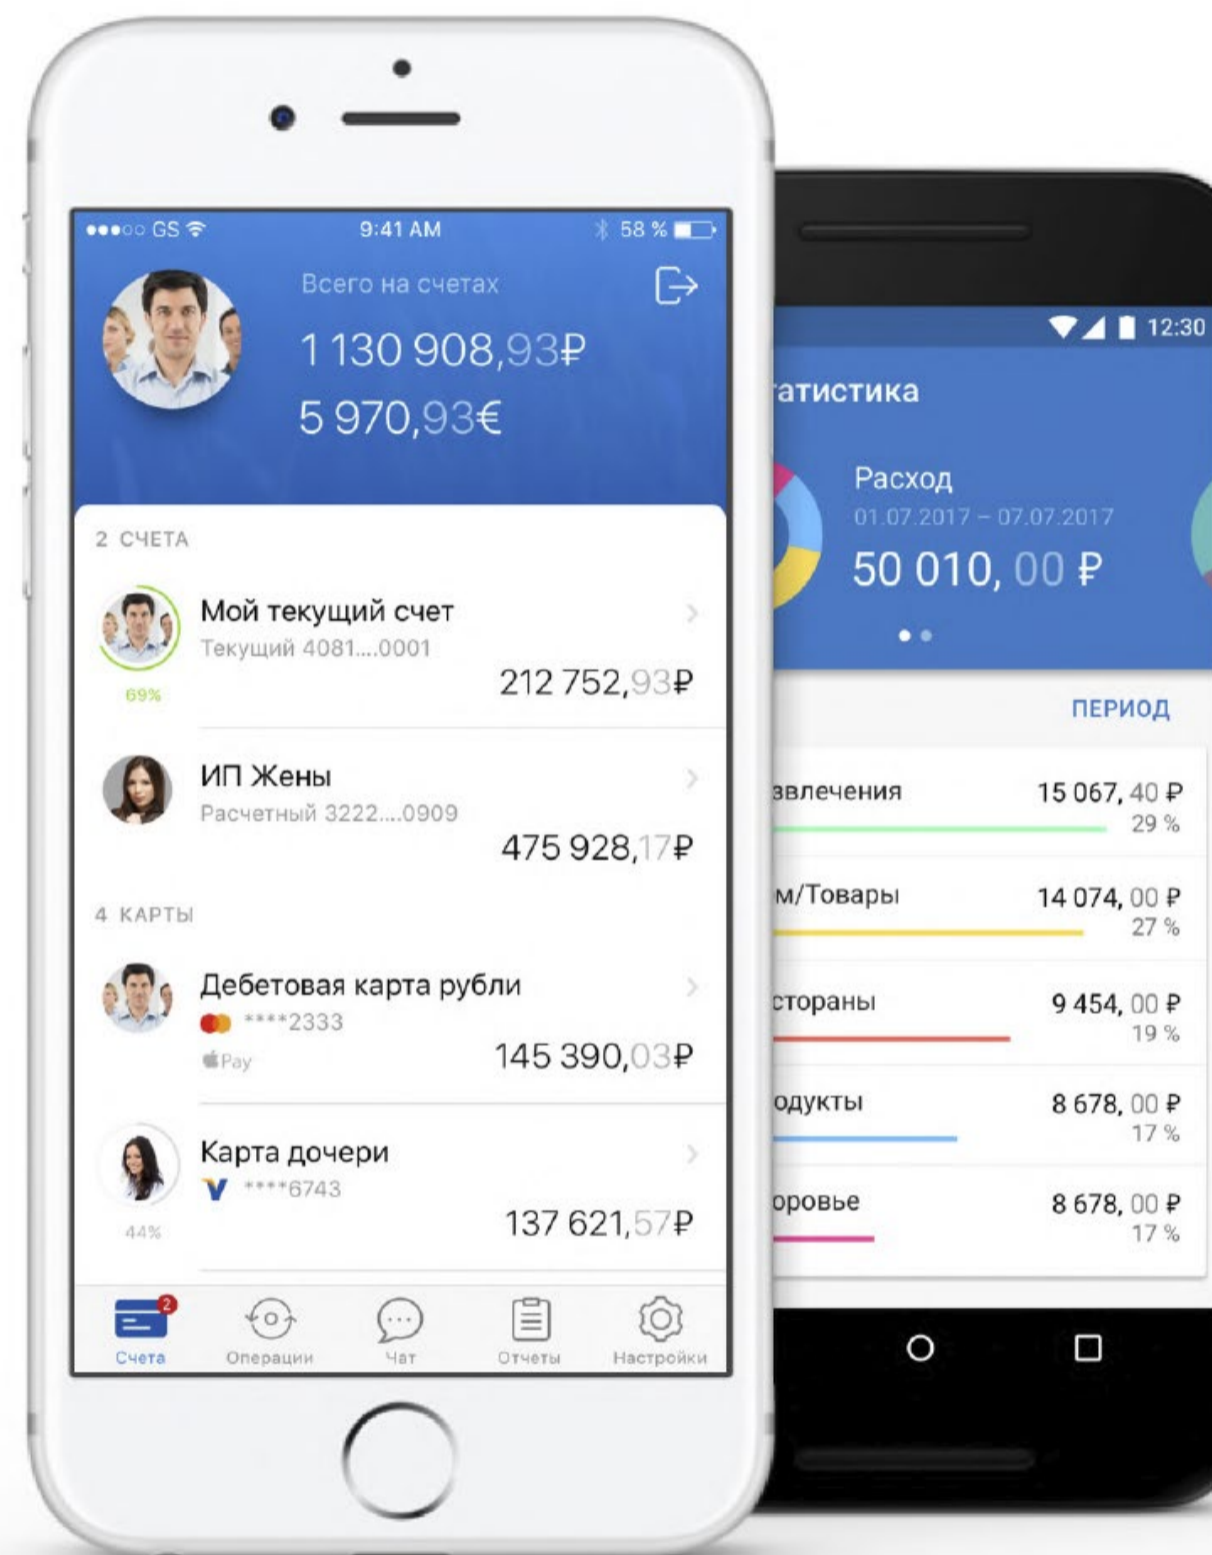 GS 9:41 AM 58 %
Всего на счетах
1 130 908,93₽
5 970,93€
2 СЧЕТА
Мой текущий счет
Текущий 4081....0001
69%
212 752,93₽
ИП Жены
Расчетный 3222....0909
475 928,17₽
4 КАРТЫ
Дебетовая карта рубли
****2333
Pay
145 390,03₽
Карта дочери
****6743
44%
137 621,57₽
2
Счета Операции Чат Отчеты Настройки
12:30
татистика
Расход
01.07.2017 – 07.07.2017
50 010, 00 ₽
ПЕРИОД
звлечения 15 067, 40 ₽
29 %
м/Товары 14 074, 00 ₽
27 %
стораны 9 454, 00 ₽
19 %
одукты 8 678, 00 ₽
17 %
оровье 8 678, 00 ₽
17 %